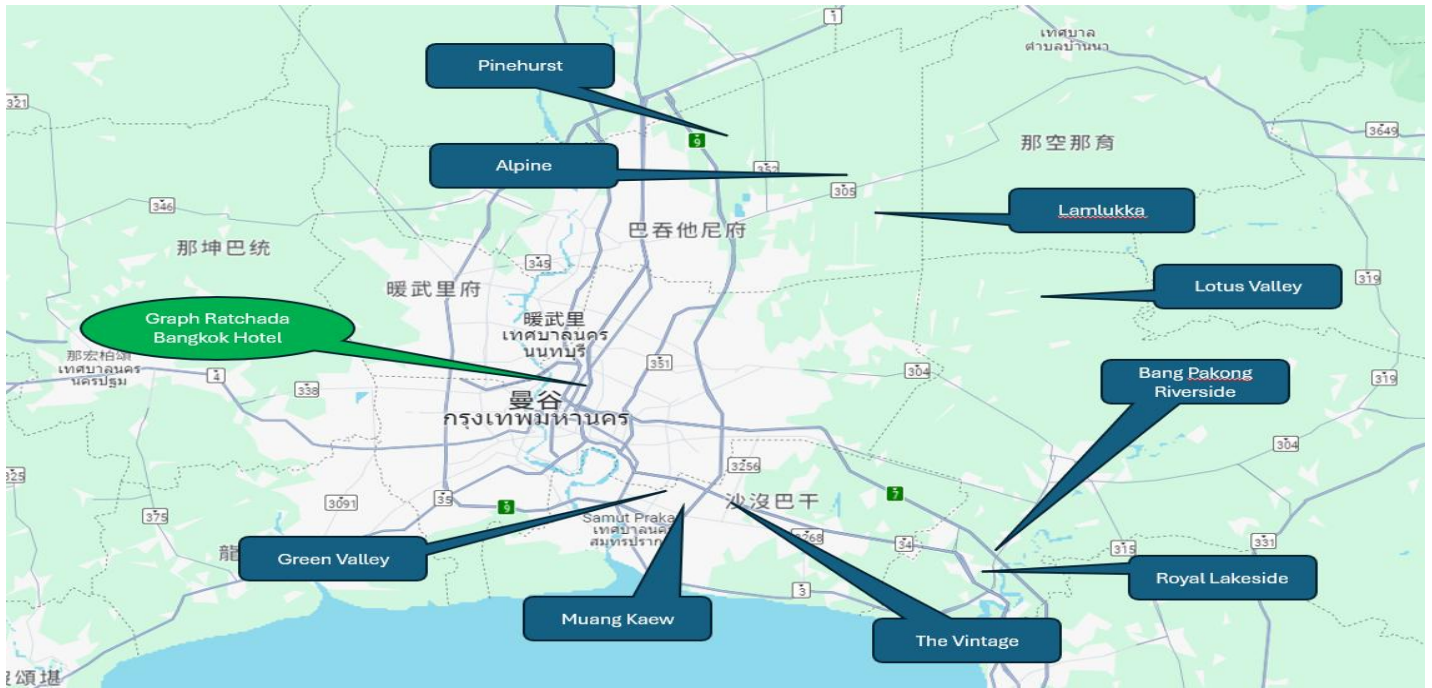 1
เทศบาล
ตำบลบ้านนา
Pinehurst
321
9
3649
Alpine
352
那空那育
305
346
Lamlukka
巴吞他尼府
那坤巴统
345
319
暖武里府
Lotus Valley
Graph Ratchada
Bangkok Hotel
暖武里
เทศบาลนคร
นนทบุรี
那宏柏頌
เทศบาลนคร
นครปฐม
4
351
304
338
Bang Pakong
Riverside
319
曼谷
กรุงเทพมหานคร
304
3256
325
3091
35
9
7
沙没巴干
375
Samut Praka
เทศบาลนค
สมุทรปราก
龍
Green Valley
3268
34
315
331
Royal Lakeside
3
Muang Kaew
The Vintage
頌堪